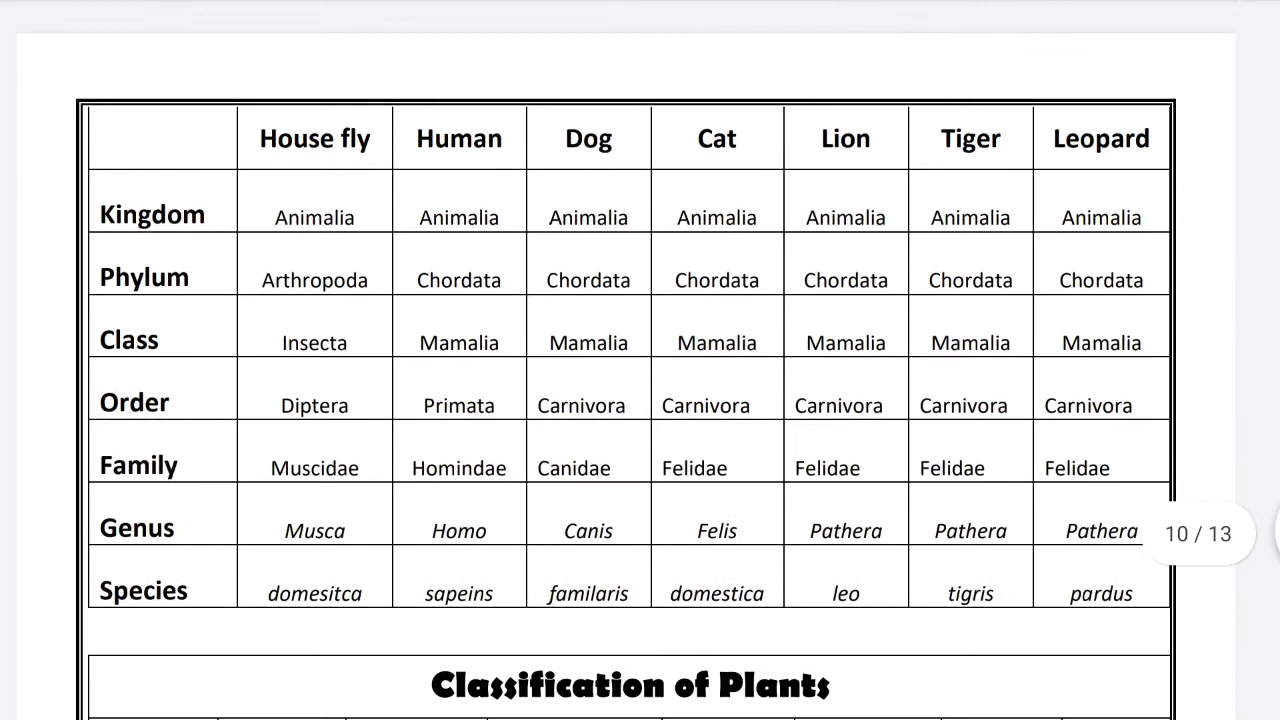 House fly Human Dog Cat Lion Tiger Leopard
Kingdom Animalia Animalia Animalia Animalia Animalia Animalia Animalia
Phylum Arthropoda Chordata Chordata Chordata Chordata Chordata Chordata
Class Insecta Mamalia Mamalia Mamalia Mamalia Mamalia Mamalia
Order Diptera Primata Carnivora Carnivora Carnivora Carnivora Carnivora
Family Muscidae Homindae Canidae Felidae Felidae Felidae Felidae
Genus Musca Homo Canis Felis Pathera Pathera Pathera
10 / 13
Species domesitca sapeins familaris domestica leo tigris pardus
Classification of Plants